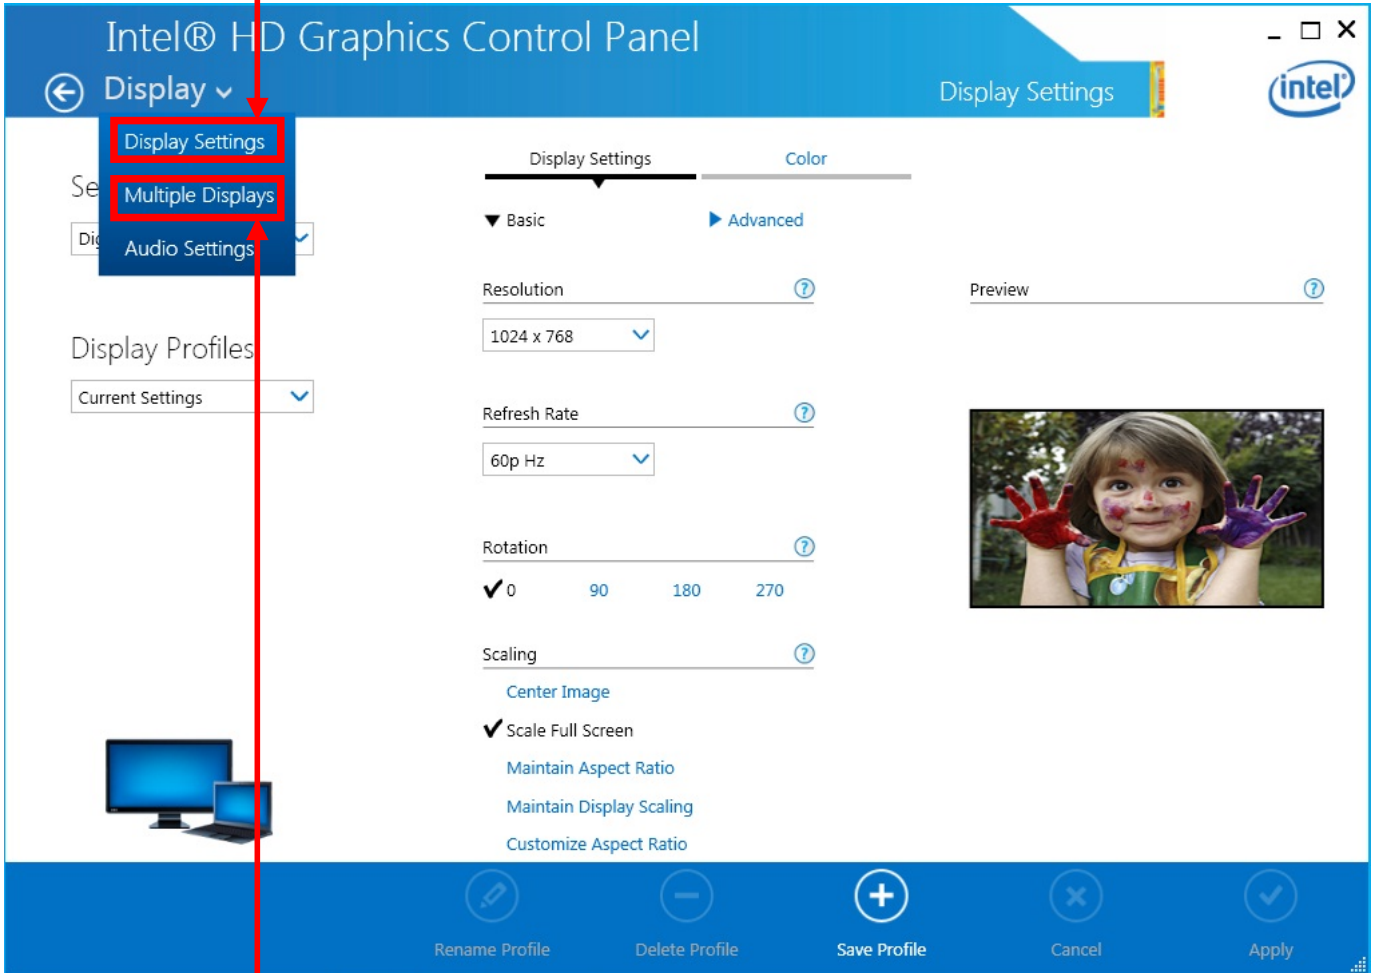 Intel® HD Graphics Control Panel
Display
Display Settings
intel
Display Settings
Multiple Displays
Audio Settings
Se
Dig
Display Profiles
Current Settings
Display Settings
Color
Basic
Advanced
Resolution
?
1024 x 768
Refresh Rate
?
60p Hz
Rotation
?
0
90
180
270
Scaling
?
Center Image
Scale Full Screen
Maintain Aspect Ratio
Maintain Display Scaling
Customize Aspect Ratio
Preview
?
Rename Profile
Delete Profile
Save Profile
Cancel
Apply